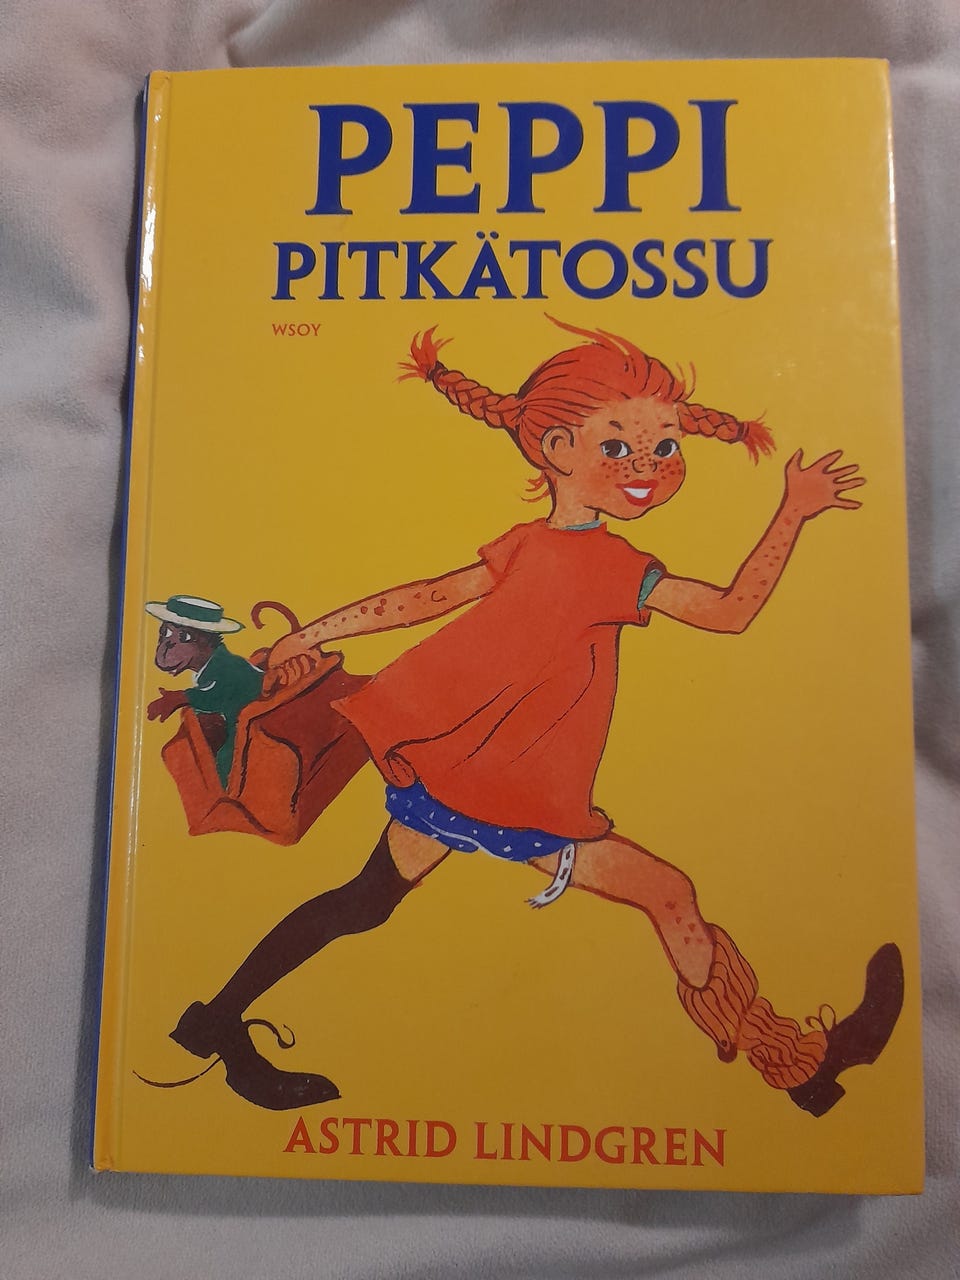 PEPPI
PITKÄTOSSU
WSOY
ASTRID LINDGREN